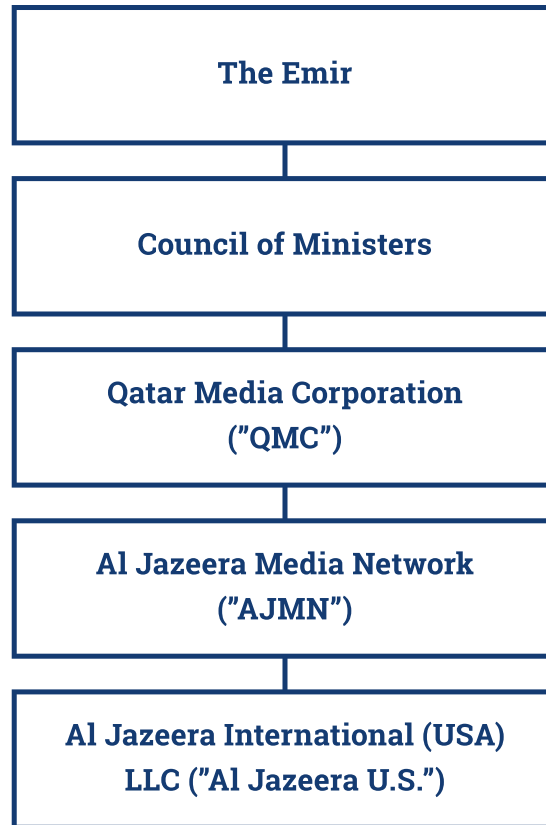 The Emir
Council of Ministers
Qatar Media Corporation
(”QMC”)
Al Jazeera Media Network
(”AJMN”)
Al Jazeera International (USA)
LLC (”Al Jazeera U.S.”)